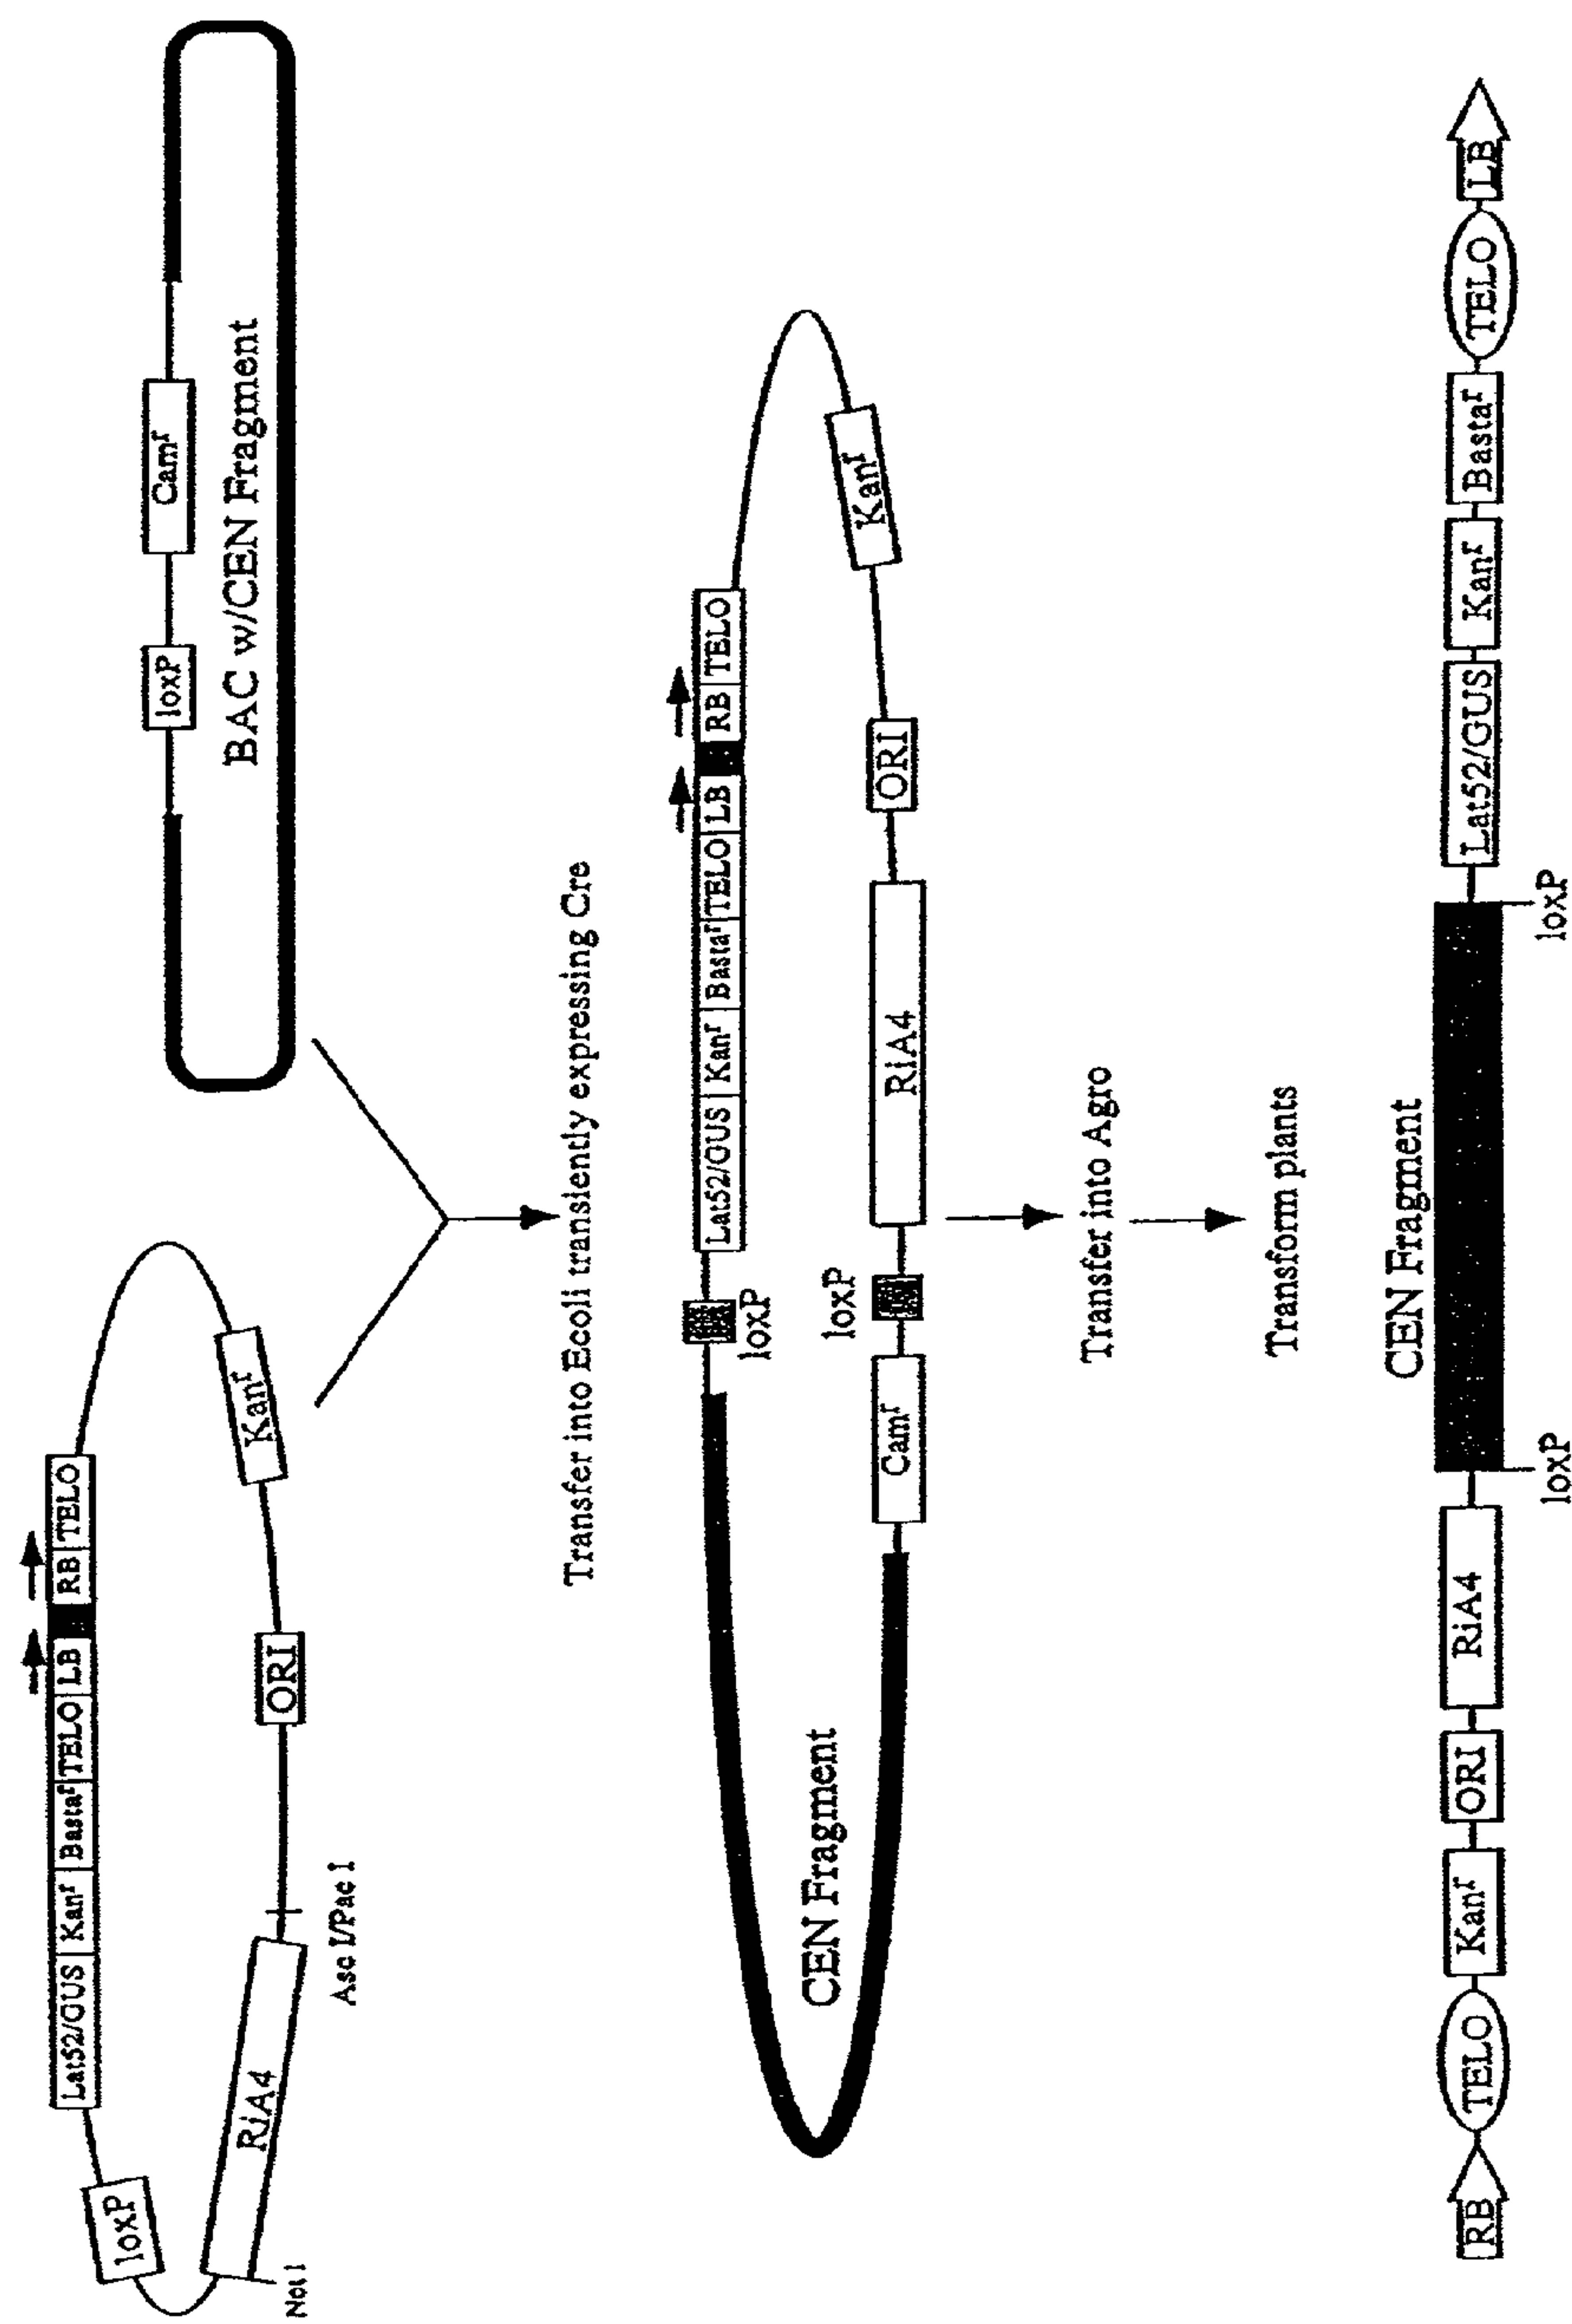 Lat52/GUS Kanʳ Bastaʳ TELO LB RB TELO
loxP
Kanʳ
RiA4
ORI
Not I
Asc I/Pac I
loxP Camʳ
BAC w/CEN Fragment
Transfer into Ecoli transiently expressing Cre
Lat52/GUS Kanʳ Bastaʳ TELO LB RB TELO
loxP
Kanʳ
CEN Fragment
loxP
Camʳ RiA4 ORI
Transfer into Agro
Transform plants
CEN Fragment
RB TELO Kanʳ ORI RiA4 Lat52/GUS Kanʳ Bastaʳ TELO LB
loxP loxP